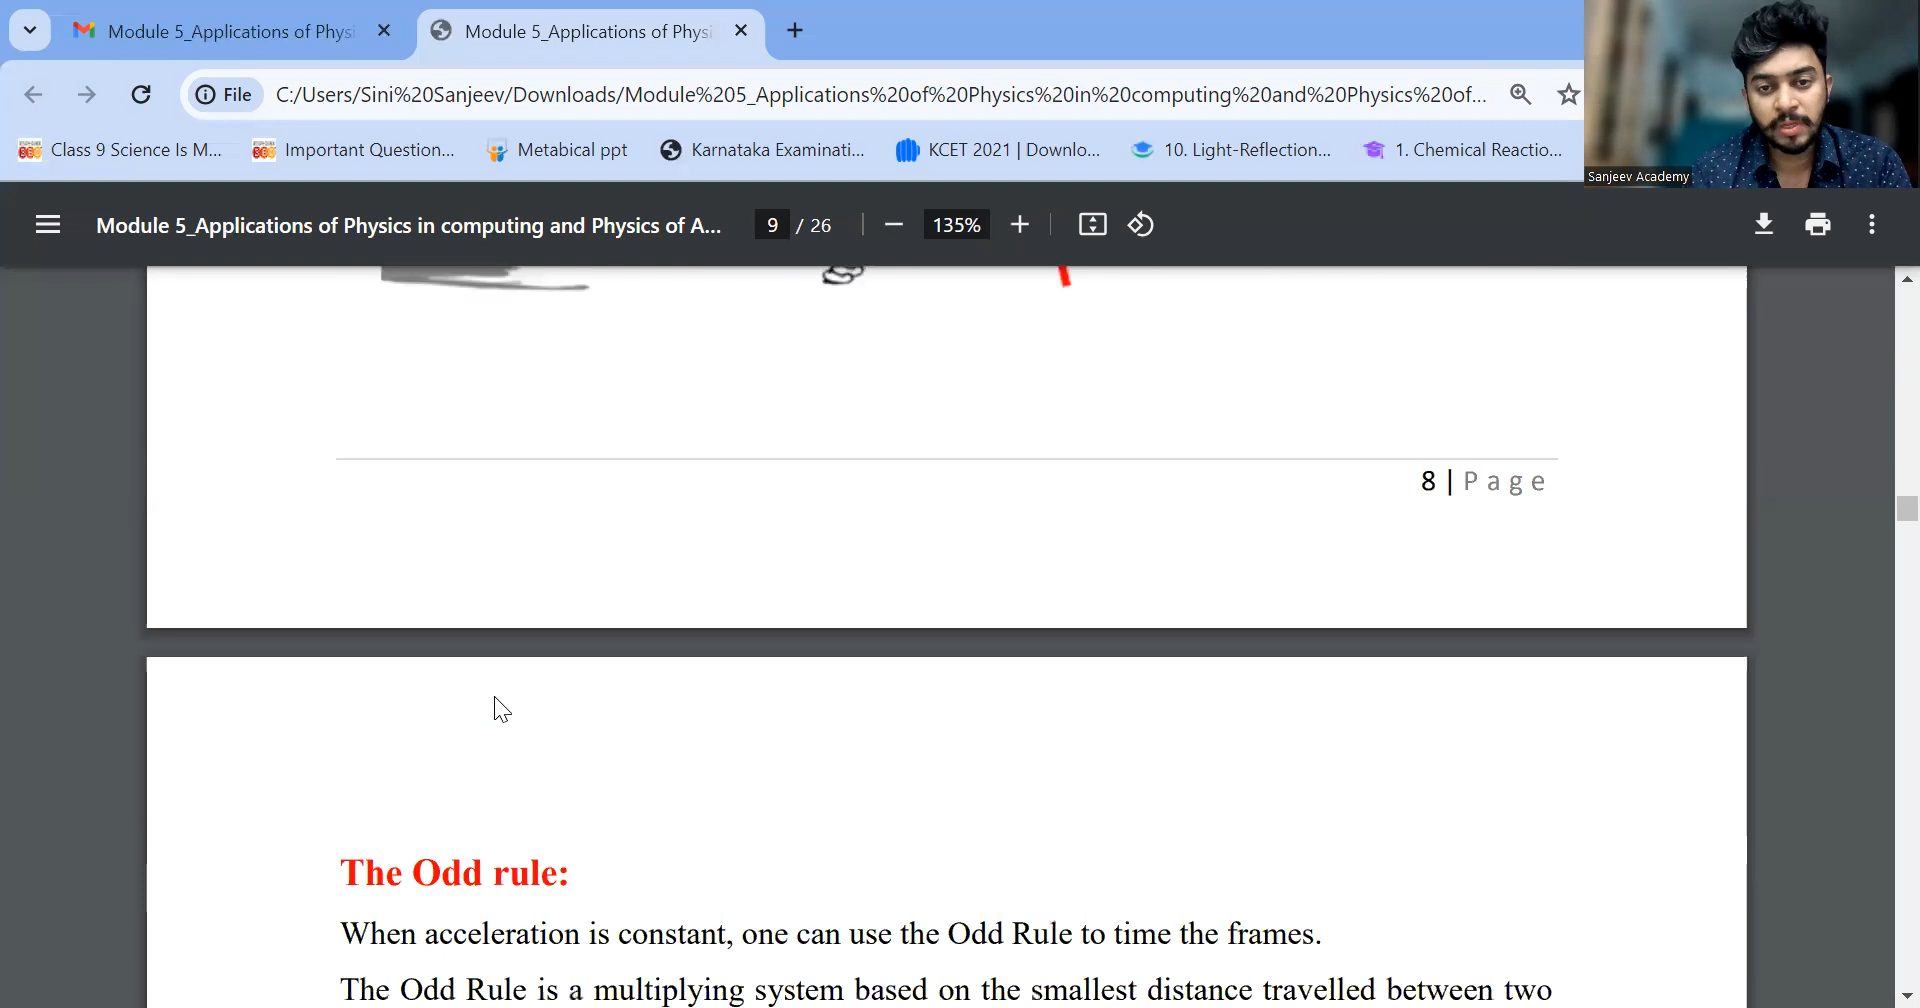 Module 5_Applications of Physi
Module 5_Applications of Physi
File
C:/Users/Sini%20Sanjeev/Downloads/Module%205_Applications%20of%20Physics%20in%20computing%20and%20Physics%20of...
Class 9 Science Is M...
Important Question...
Metabical ppt
Karnataka Examinati...
KCET 2021 | Downlo...
10. Light-Reflection...
1. Chemical Reactio...
Sanjeev Academy
Module 5_Applications of Physics in computing and Physics of A...
9 / 26
135%
8 | Page
The Odd rule:
When acceleration is constant, one can use the Odd Rule to time the frames.
The Odd Rule is a multiplying system based on the smallest distance travelled between two